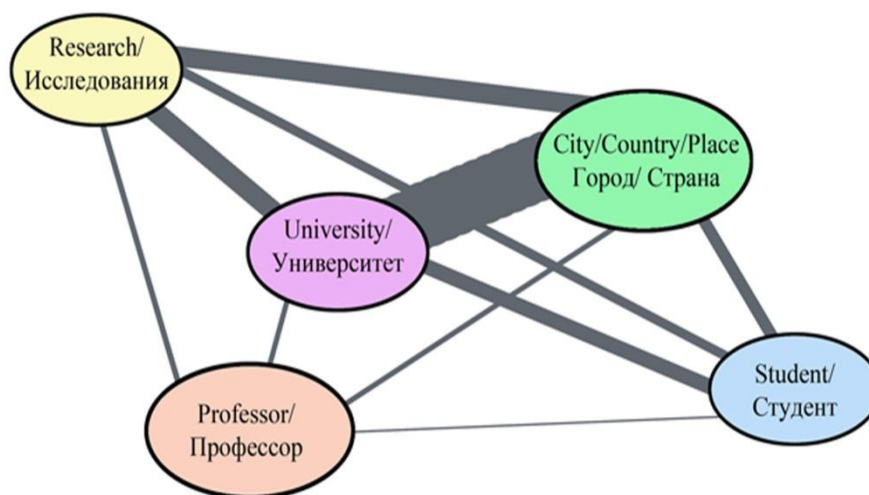 Research/
Исследования
City/Country/Place
Город/ Страна
University/
Университет
Student/
Студент
Professor/
Профессор